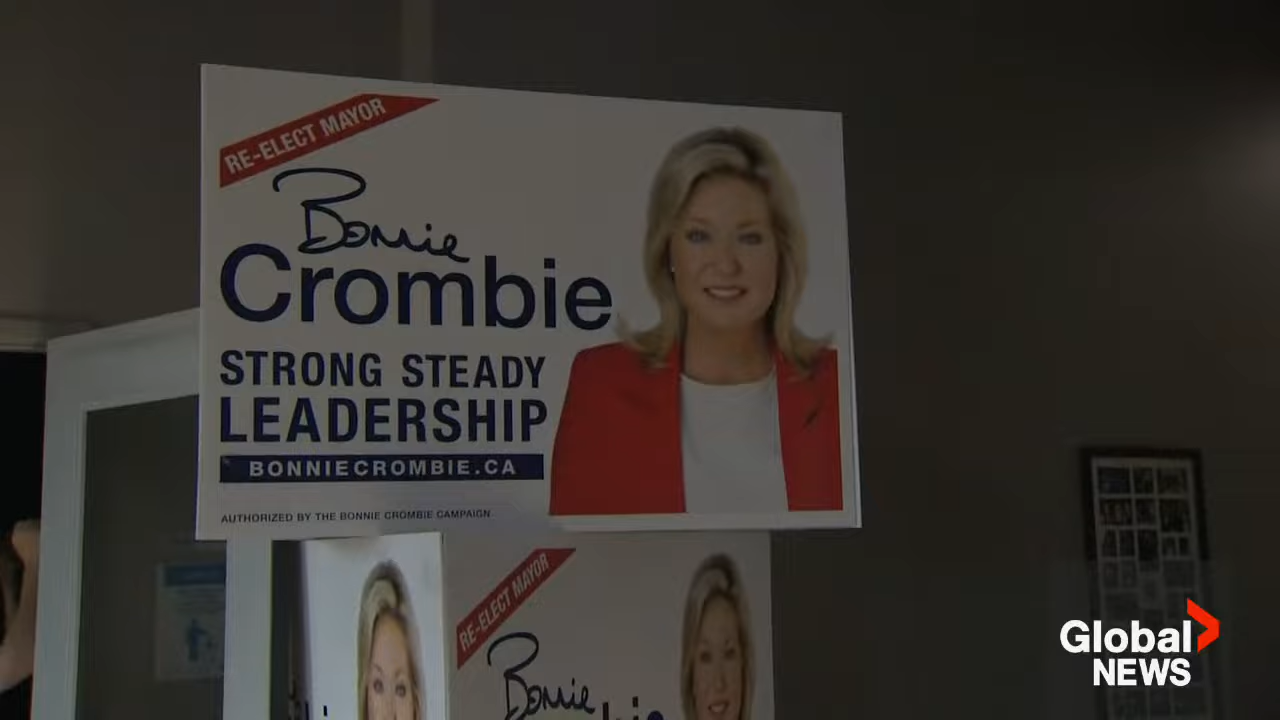 RE-ELECT MAYOR
Bonnie
Crombie
STRONG STEADY
LEADERSHIP
BONNIECROMBIE.CA
AUTHORIZED BY THE BONNIE CROMBIE CAMPAIGN
RE-ELECT MAYOR
Bonnie
Global
NEWS